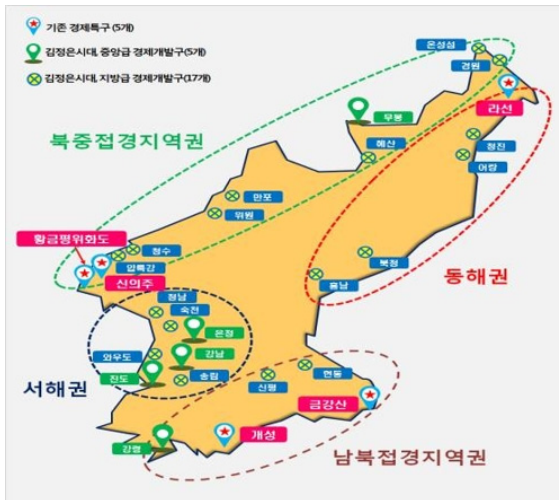 기존 경제특구 (5개)
김정은시대, 중앙급 경제개발구(5개)
김정은시대, 지방급 경제개발구(17개)
온성섬
경원
라선
무봉
북중접경지역권
혜산
청진
어랑
만포
위원
황금평위화도
청수
압록강
신의주
북청
흥남
동해권
청남
숙천
은정
와우도
강남
서해권
진도
송림
신평
현동
금강산
개성
강령
남북접경지역권